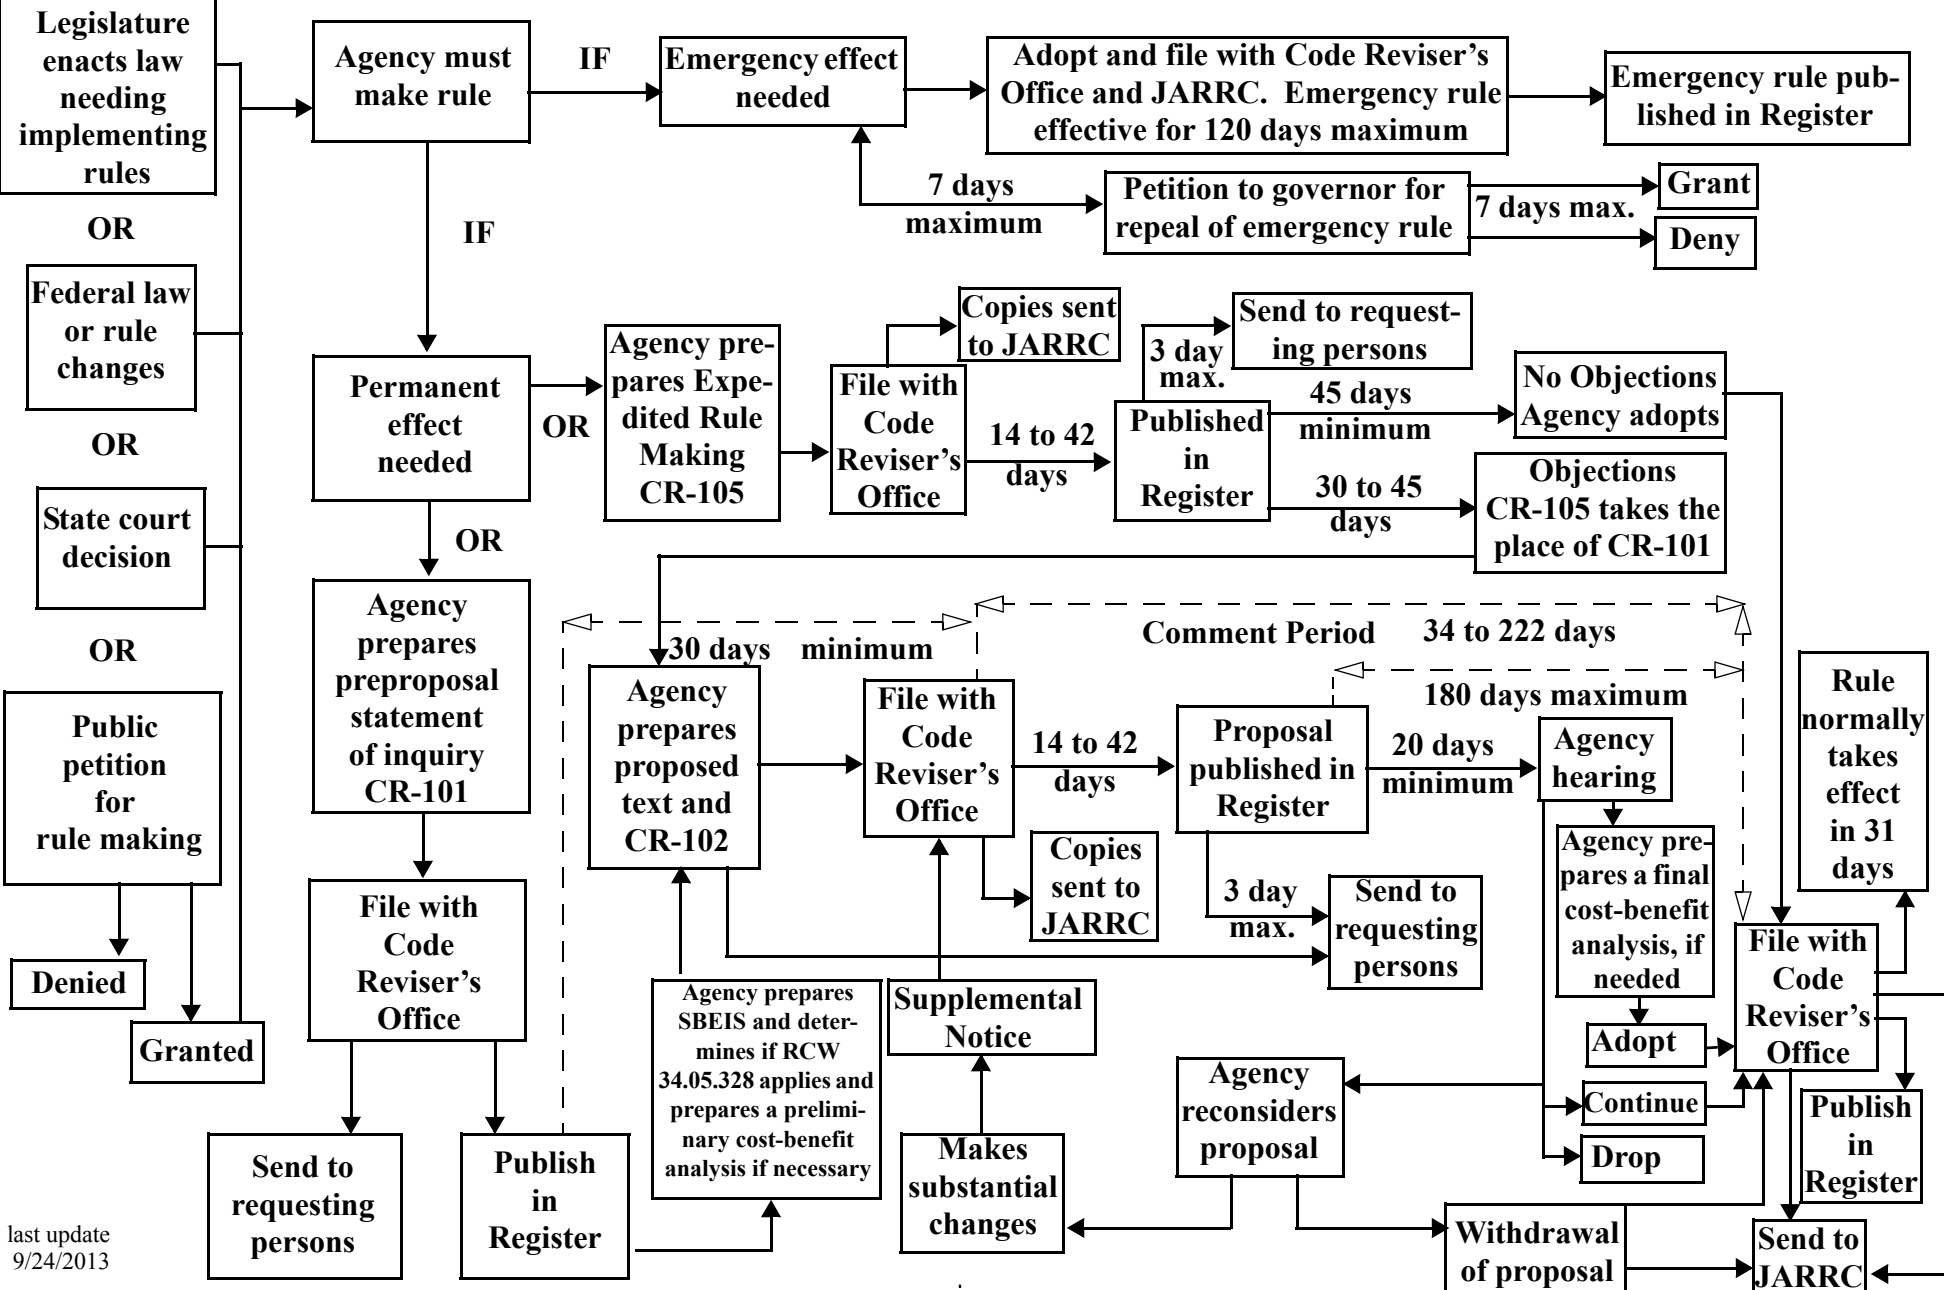 Legislature
enacts law
needing
implementing
rules
OR
Federal law
or rule
changes
OR
State court
decision
OR
Public
petition
for
rule making
Denied
Granted
Agency must
make rule
IF
Emergency effect
needed
Adopt and file with Code Reviser’s
Office and JARRC.  Emergency rule
effective for 120 days maximum
Emergency rule pub-
lished in Register
7 days
maximum
Petition to governor for
repeal of emergency rule
7 days max.
Grant
Deny
IF
Permanent
effect
needed
OR
Agency pre-
pares Expe-
dited Rule
Making
CR-105
File with
Code
Reviser’s
Office
Copies sent
to JARRC
14 to 42
days
Published
in
Register
3 day
max.
Send to request-
ing persons
45 days
minimum
No Objections
Agency adopts
30 to 45
days
Objections
CR-105 takes the
place of CR-101
OR
Agency
prepares
preproposal
statement
of inquiry
CR-101
File with
Code
Reviser’s
Office
Send to
requesting
persons
Publish
in
Register
30 days minimum
Agency
prepares
proposed
text and
CR-102
Agency prepares
SBEIS and deter-
mines if RCW
34.05.328 applies and
prepares a prelimi-
nary cost-benefit
analysis if necessary
File with
Code
Reviser’s
Office
Copies
sent to
JARRC
Supplemental
Notice
Makes
substantial
changes
Comment Period 34 to 222 days
180 days maximum
14 to 42
days
Proposal
published in
Register
3 day
max.
Send to
requesting
persons
20 days
minimum
Agency
hearing
Agency pre-
pares a final
cost-benefit
analysis, if
needed
Adopt
Continue
Drop
Agency
reconsiders
proposal
Withdrawal
of proposal
File with
Code
Reviser’s
Office
Rule
normally
takes
effect
in 31
days
Publish
in
Register
Send to
JARRC
last update
9/24/2013